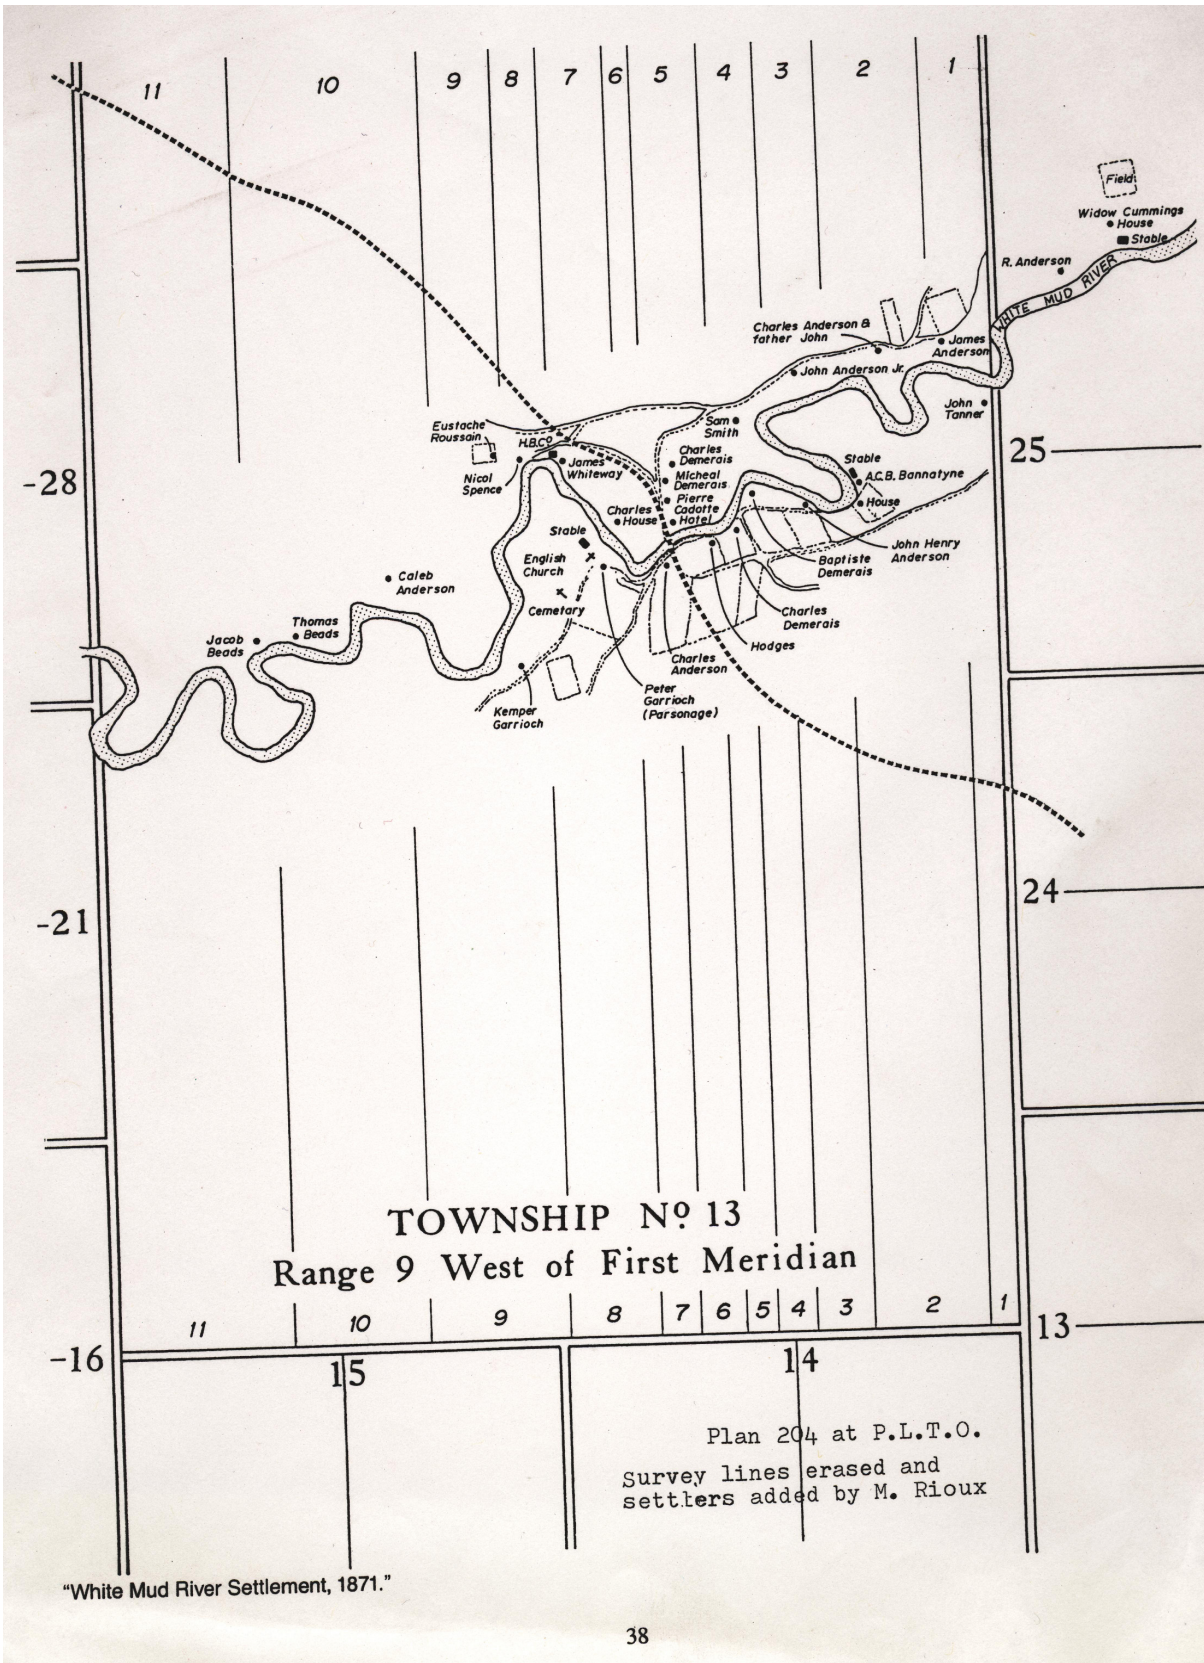 11
10
9
8
7
6
5
4
3
2
1
Field
Widow Cummings
House
Stable
R. Anderson
WHITE MUD RIVER
Charles Anderson &
father John
James
Anderson
John Anderson Jr.
John
Tanner
Eustache
Roussain
H.B.Co
Sam
Smith
25
Nicol
Spence
James
Whiteway
Charles
Demerais
Stable
A.C.B. Bannatyne
-28
Micheal
Demerais
Pierre
Cadotte
Hotel
House
Charles
House
Stable
English
Church
John Henry
Anderson
Baptiste
Demerais
Caleb
Anderson
Cemetary
Charles
Demerais
Thomas
Beads
Jacob
Beads
Hodges
Charles
Anderson
Peter
Garrioch
(Parsonage)
Kemper
Garrioch
24
-21
TOWNSHIP No. 13
Range 9 West of First Meridian
11
10
9
8
7
6
5
4
3
2
1
13
-16
15
14
Plan 204 at P.L.T.O.
Survey lines erased and
settlers added by M. Rioux
"White Mud River Settlement, 1871."
38